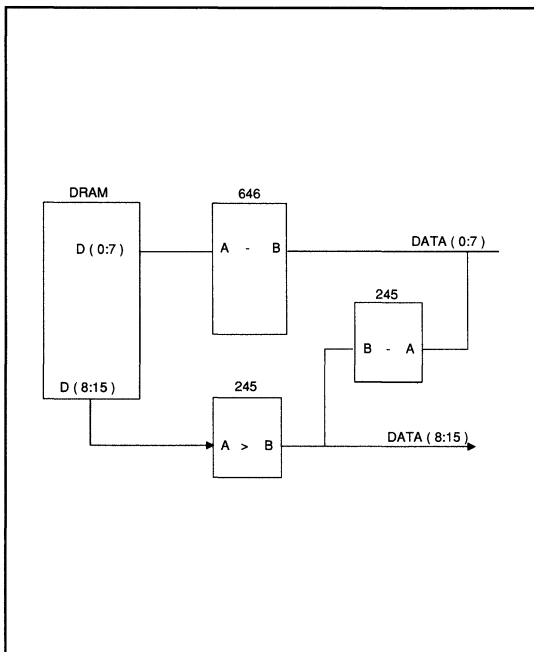 DRAM
646
D ( 0:7 )
A - B
DATA ( 0:7 )
245
B - A
D ( 8:15 )
245
A > B
DATA ( 8:15 )